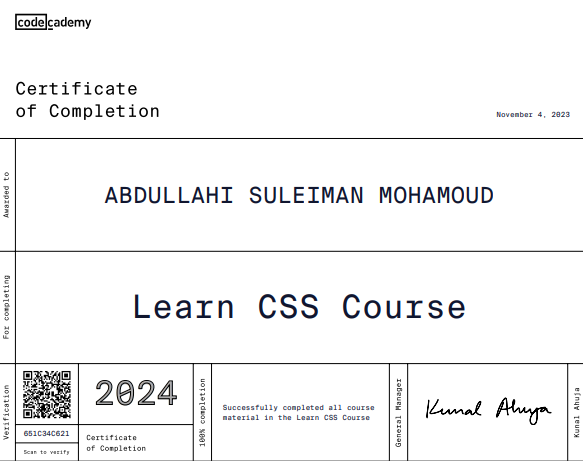 codecademy
Certificate
of Completion
November 4, 2023
Awarded to
ABDULLAHI SULEIMAN MOHAMOUD
For completing
Learn CSS Course
Verification
651C34C621
Scan to verify
2024
Certificate
of Completion
100% completion
Successfully completed all course
material in the Learn CSS Course
General Manager
Kunal Ahuja
Kunal Ahuja